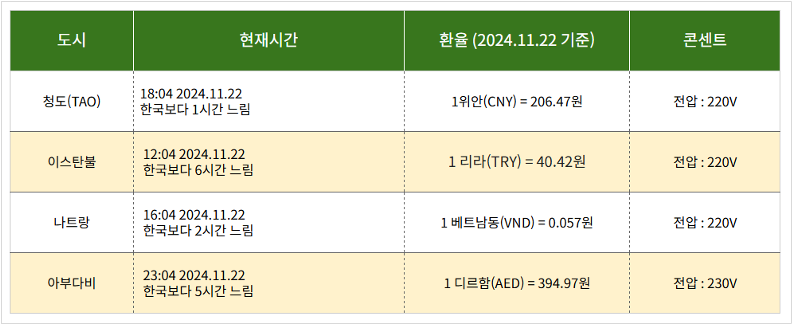 도시 현재시간 환율 (2024.11.22 기준) 콘센트
청도(TAO) 18:04 2024.11.22
한국보다 1시간 느림 1위안(CNY) = 206.47원 전압 : 220V
이스탄불 12:04 2024.11.22
한국보다 6시간 느림 1 리라(TRY) = 40.42원 전압 : 220V
나트랑 16:04 2024.11.22
한국보다 2시간 느림 1 베트남동(VND) = 0.057원 전압 : 220V
아부다비 23:04 2024.11.22
한국보다 5시간 느림 1 디르함(AED) = 394.97원 전압 : 230V